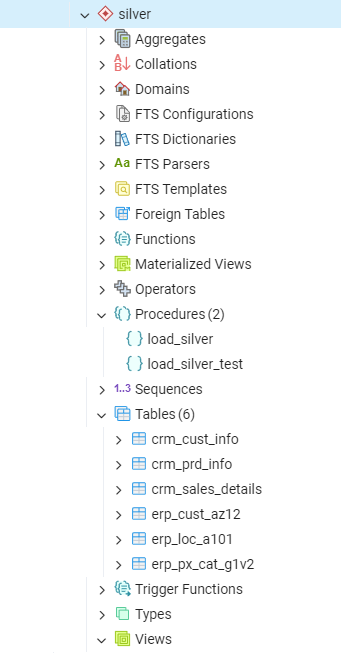 silver
Aggregates
Collations
Domains
FTS Configurations
FTS Dictionaries
Aa FTS Parsers
FTS Templates
Foreign Tables
Functions
Materialized Views
Operators
Procedures (2)
load_silver
load_silver_test
1..3 Sequences
Tables (6)
crm_cust_info
crm_prd_info
crm_sales_details
erp_cust_az12
erp_loc_a101
erp_px_cat_g1v2
Trigger Functions
Types
Views